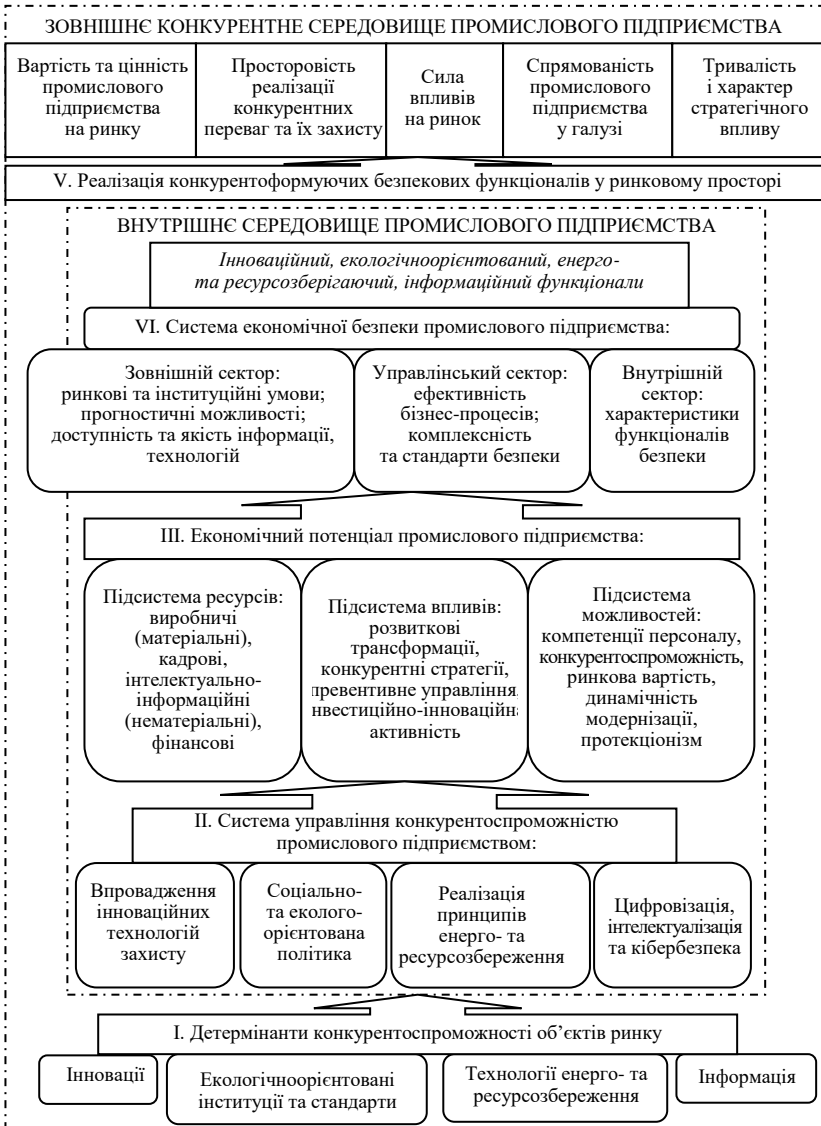 ЗОВНІШНЄ КОНКУРЕНТНЕ СЕРЕДОВИЩЕ ПРОМИСЛОВОГО ПІДПРИЄМСТВА
Вартість та цінність
промислового
підприємства
на ринку
Просторовість
реалізації
конкурентних
переваг та їх захисту
Сила
впливів
на ринок
Спрямованість
промислового
підприємства
у галузі
Тривалість
і характер
стратегічного
впливу
V. Реалізація конкурентоформуючих безпекових функціоналів у ринковому просторі
ВНУТРІШНЄ СЕРЕДОВИЩЕ ПРОМИСЛОВОГО ПІДПРИЄМСТВА
Інноваційний, екологічноорієнтований, енерго-
та ресурсозберігаючий, інформаційний функціонали
VI. Система економічної безпеки промислового підприємства:
Зовнішній сектор:
ринкові та інституційні умови;
прогностичні можливості;
доступність та якість інформації,
технологій
Управлінський сектор:
ефективність
бізнес-процесів;
комплексність
та стандарти безпеки
Внутрішній
сектор:
характеристики
функціоналів
безпеки
III. Економічний потенціал промислового підприємства:
Підсистема ресурсів:
виробничі
(матеріальні),
кадрові,
інтелектуально-
інформаційні
(нематеріальні),
фінансові
Підсистема впливів:
розвиткові
трансформації,
конкурентні стратегії,
превентивне управління,
нвестиційно-інноваційна
активність
Підсистема
можливостей:
компетенції персоналу,
конкурентоспроможність,
ринкова вартість,
динамічність
модернізації,
протекціонізм
II. Система управління конкурентоспроможністю
промислового підприємством:
Впровадження
інноваційних
технологій
захисту
Соціально-
та еколого-
орієнтована
політика
Реалізація
принципів
енерго- та
ресурсозбереження
Цифровізація,
інтелектуалізація
та кібербезпека
I. Детермінанти конкурентоспроможності об’єктів ринку
Інновації
Екологічноорієнтовані
інституції та стандарти
Технології енерго- та
ресурсозбереження
Інформація